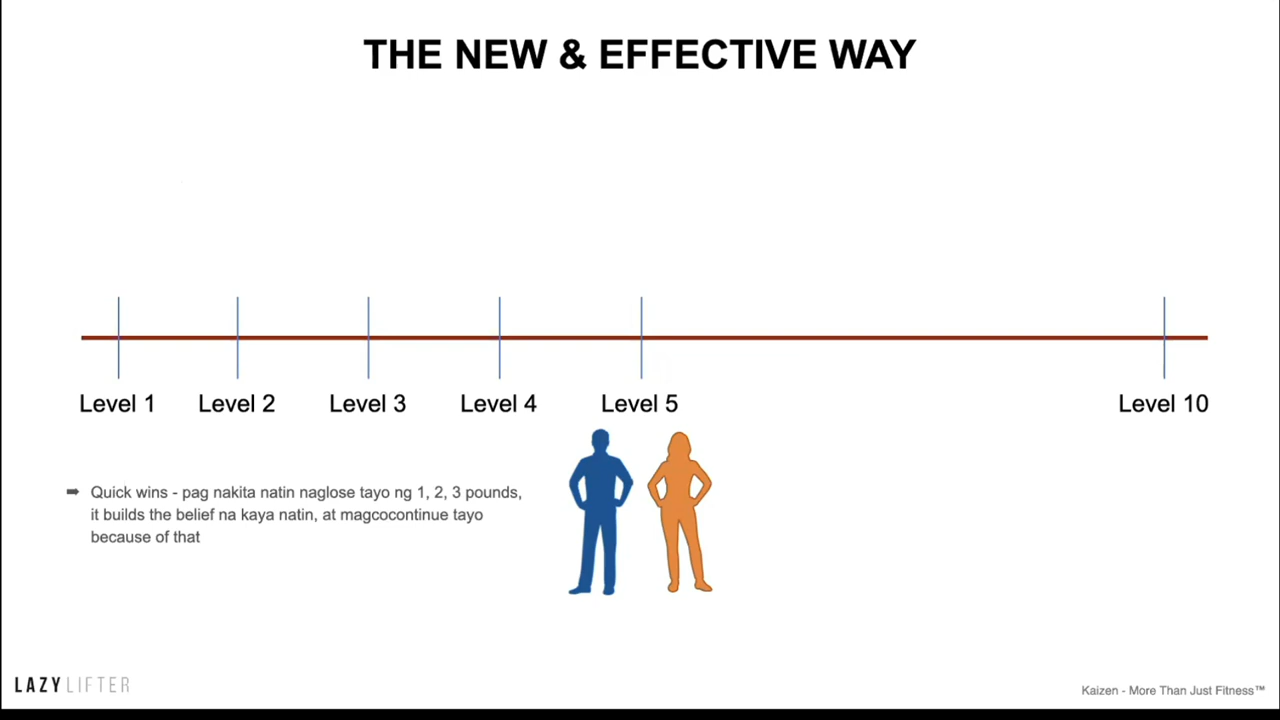 THE NEW & EFFECTIVE WAY
Level 1 Level 2 Level 3 Level 4 Level 5 Level 10
➡ Quick wins - pag nakita natin naglose tayo ng 1, 2, 3 pounds,
it builds the belief na kaya natin, at magcocontinue tayo
because of that
LAZYLIFTER
Kaizen - More Than Just Fitness™